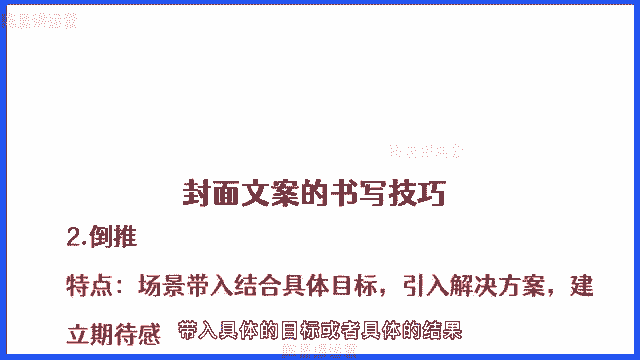 封面文案的书写技巧
2.倒推
特点：场景带入结合具体目标，引入解决方案，建
立期待感
带入具体的目标或者具体的结果